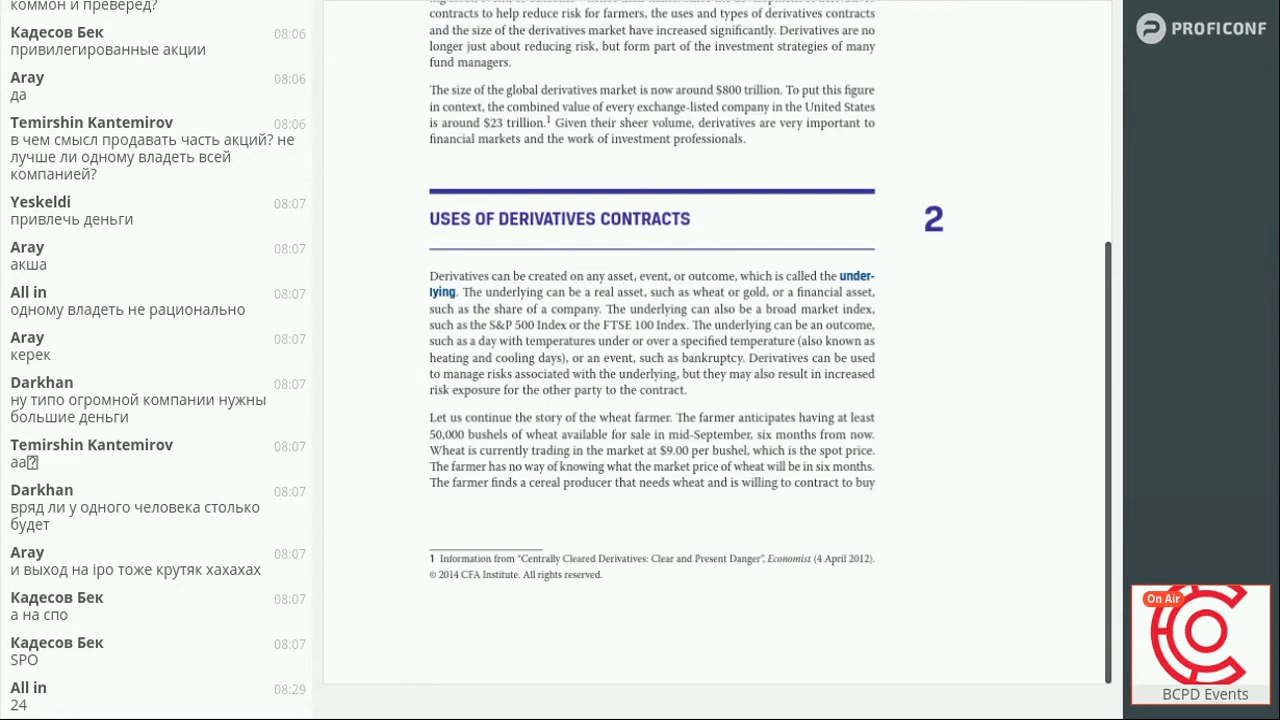 коммон и преверед?
Кадесов Бек 08:06
привилегированные акции
Aray 08:06
да
Temirshin Kantemirov 08:06
в чем смысл продавать часть акций? не
лучше ли одному владеть всей
компанией?
Yeskeldi 08:07
привлечь деньги
Aray 08:07
акша
All in 08:07
одному владеть не рационально
Aray 08:07
керек
Darkhan 08:07
ну типо огромной компании нужны
большие деньги
Temirshin Kantemirov 08:07
аа
Darkhan 08:07
вряд ли у одного человека столько
будет
Aray 08:07
и выход на ipo тоже крутяк хахахах
Кадесов Бек 08:07
а на спо
Кадесов Бек 08:07
SPO
All in 08:29
24
contracts to help reduce risk for farmers, the uses and types of derivatives contracts
and the size of the derivatives market have increased significantly. Derivatives are no
longer just about reducing risk, but form part of the investment strategies of many
fund managers.
The size of the global derivatives market is now around $800 trillion. To put this figure
in context, the combined value of every exchange-listed company in the United States
is around $23 trillion.1 Given their sheer volume, derivatives are very important to
financial markets and the work of investment professionals.
USES OF DERIVATIVES CONTRACTS 2
Derivatives can be created on any asset, event, or outcome, which is called the under-
lying. The underlying can be a real asset, such as wheat or gold, or a financial asset,
such as the share of a company. The underlying can also be a broad market index,
such as the S&P 500 Index or the FTSE 100 Index. The underlying can be an outcome,
such as a day with temperatures under or over a specified temperature (also known as
heating and cooling days), or an event, such as bankruptcy. Derivatives can be used
to manage risks associated with the underlying, but they may also result in increased
risk exposure for the other party to the contract.
Let us continue the story of the wheat farmer. The farmer anticipates having at least
50,000 bushels of wheat available for sale in mid-September, six months from now.
Wheat is currently trading in the market at $9.00 per bushel, which is the spot price.
The farmer has no way of knowing what the market price of wheat will be in six months.
The farmer finds a cereal producer that needs wheat and is willing to contract to buy
1 Information from "Centrally Cleared Derivatives: Clear and Present Danger", Economist (4 April 2012).
© 2014 CFA Institute. All rights reserved.
PROFICONF
On Air
BCPD Events